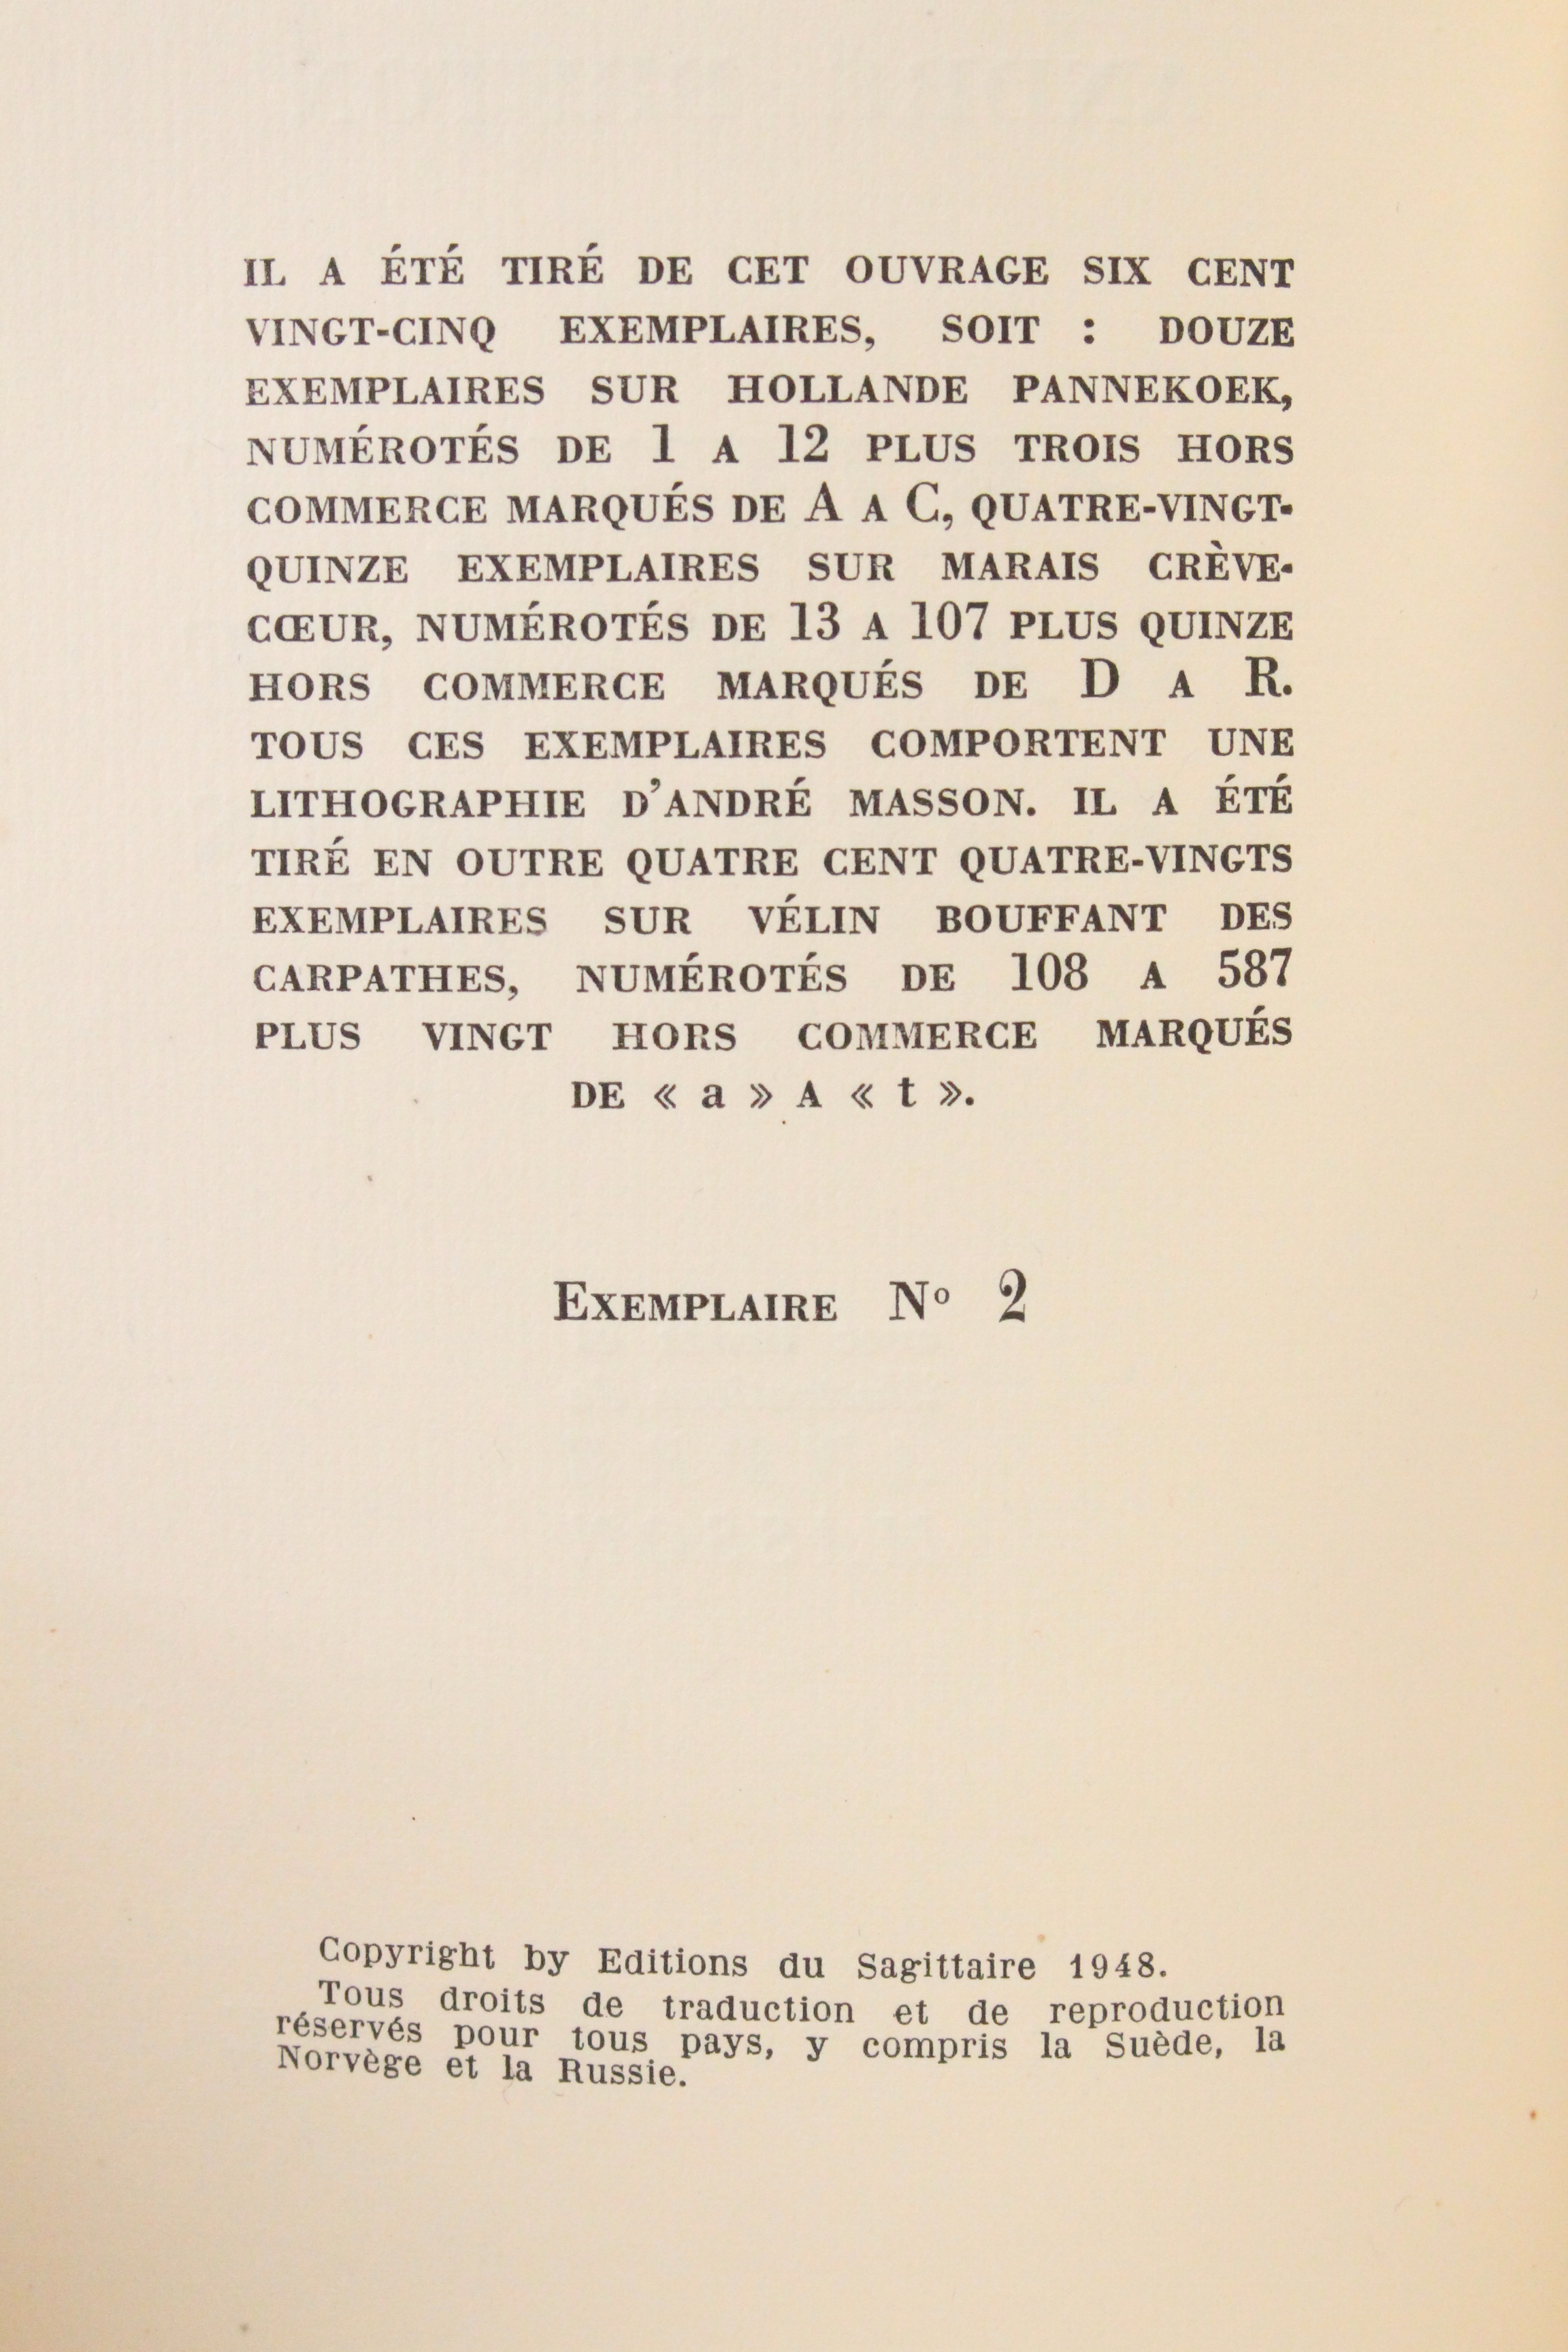 IL A ÉTÉ TIRÉ DE CET OUVRAGE SIX CENT
VINGT-CINQ EXEMPLAIRES, SOIT : DOUZE
EXEMPLAIRES SUR HOLLANDE PANNEKOEK,
NUMÉROTÉS DE 1 A 12 PLUS TROIS HORS
COMMERCE MARQUÉS DE A A C, QUATRE-VINGT-
QUINZE EXEMPLAIRES SUR MARAIS CRÈVE-
CŒUR, NUMÉROTÉS DE 13 A 107 PLUS QUINZE
HORS COMMERCE MARQUÉS DE D A R.
TOUS CES EXEMPLAIRES COMPORTENT UNE
LITHOGRAPHIE D'ANDRÉ MASSON. IL A ÉTÉ
TIRÉ EN OUTRE QUATRE CENT QUATRE-VINGTS
EXEMPLAIRES SUR VÉLIN BOUFFANT DES
CARPATHES, NUMÉROTÉS DE 108 A 587
PLUS VINGT HORS COMMERCE MARQUÉS
DE « a » A « t ».
EXEMPLAIRE Nº 2
Copyright by Editions du Sagittaire 1948.
Tous droits de traduction et de reproduction
réservés pour tous pays, y compris la Suède, la
Norvège et la Russie.